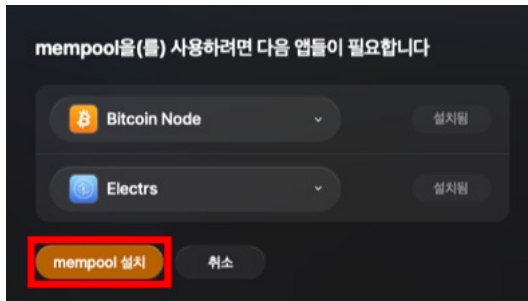 mempool을(를) 사용하려면 다음 앱들이 필요합니다
Bitcoin Node 설치됨
Electrs 설치됨
mempool 설치 취소